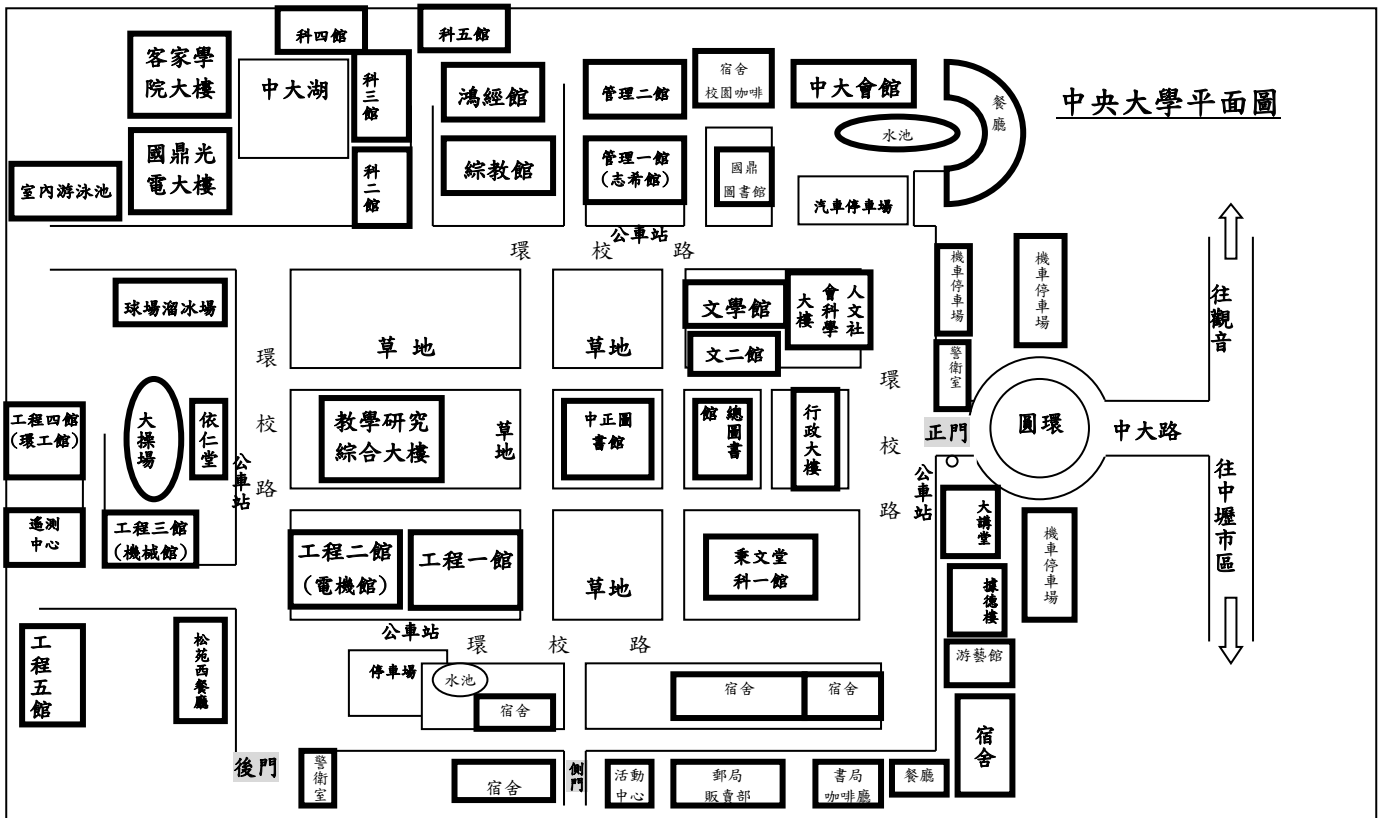 中央大學平面圖
科四館
科五館
客家學
院大樓
中大湖
科三館
鴻經館
管理二館
宿舍
校園咖啡
中大會館
餐廳
水池
國鼎光
電大樓
室內游泳池
科二館
綜教館
管理一館
(志希館)
國鼎
圖書館
汽車停車場
公車站
環 校 路
球場溜冰場
草 地
草地
文學館
人文社
會科學
大樓
文二館
機車停車場
機車停車場
警衛室
往觀音
環 校 路
環 校 路
工程四館
(環工館)
大操場
依仁堂
公車站
教學研究
綜合大樓
草地
中正圖
書館
總圖書
館
行政大樓
正門
圓環
中大路
公車站
往中壢市區
遙測
中心
工程三館
(機械館)
工程二館
(電機館)
工程一館
草地
秉文堂
科一館
大講堂
機車停車場
據德樓
公車站
環 校 路
工程五館
松苑西餐廳
停車場
水池
宿舍
宿舍
宿舍
游藝館
宿舍
後門
警衛室
宿舍
側門
活動
中心
郵局
販賣部
書局
咖啡廳
餐廳